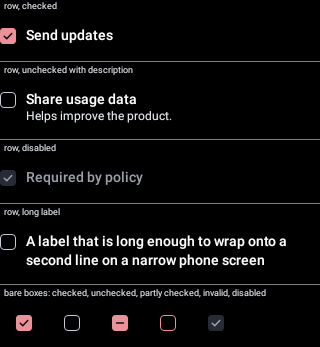 row, checked
Send updates
row, unchecked with description
Share usage data
Helps improve the product.
row, disabled
Required by policy
row, long label
A label that is long enough to wrap onto a
second line on a narrow phone screen
bare boxes: checked, unchecked, partly checked, invalid, disabled